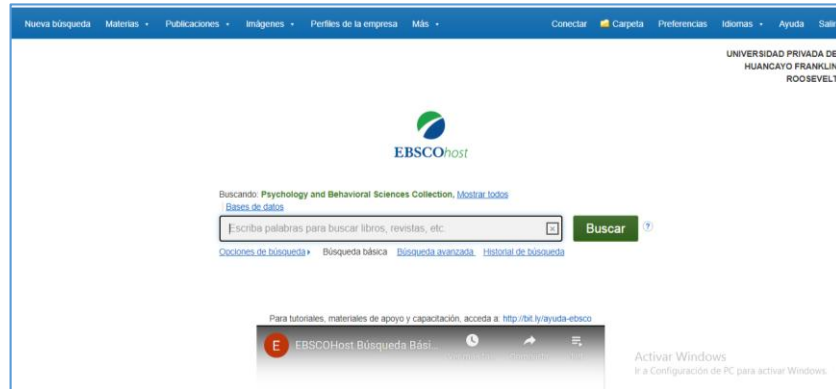 Nueva búsqueda Materias Publicaciones Imágenes Perfiles de la empresa Más Conectar Carpeta Preferencias Idiomas Ayuda Salir
UNIVERSIDAD PRIVADA DE
HUANCAYO FRANKLIN
ROOSEVELT
EBSCOhost
Buscando: Psychology and Behavioral Sciences Collection, Mostrar todos
Bases de datos
Escriba palabras para buscar libros, revistas, etc. Buscar ?
Opciones de búsqueda Búsqueda básica Búsqueda avanzada Historial de búsqueda
Para tutoriales, materiales de apoyo y capacitación, acceda a: http://bit.ly/ayuda-ebsco
E EBSCOHost Búsqueda Bási...
Activar Windows
Ir a Configuración de PC para activar Windows.